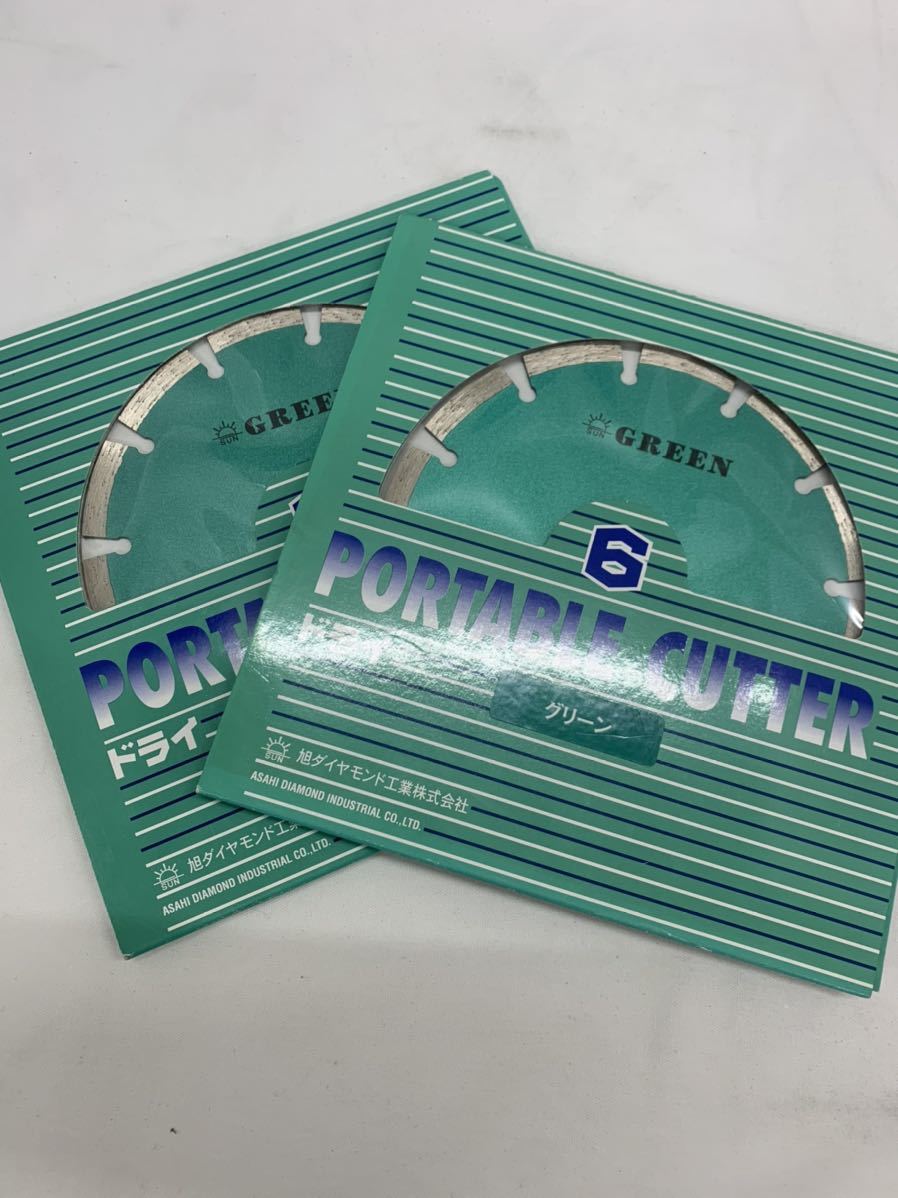 SUN GREEN
6
PORTABLE CUTTER
グリーン
SUN 旭ダイヤモンド工業株式会社
ASAHI DIAMOND INDUSTRIAL CO.,LTD.
SUN
ドライ
SUN 旭ダイヤモンド工
ASAHI DIAMOND INDUSTRIAL CO.,LTD.